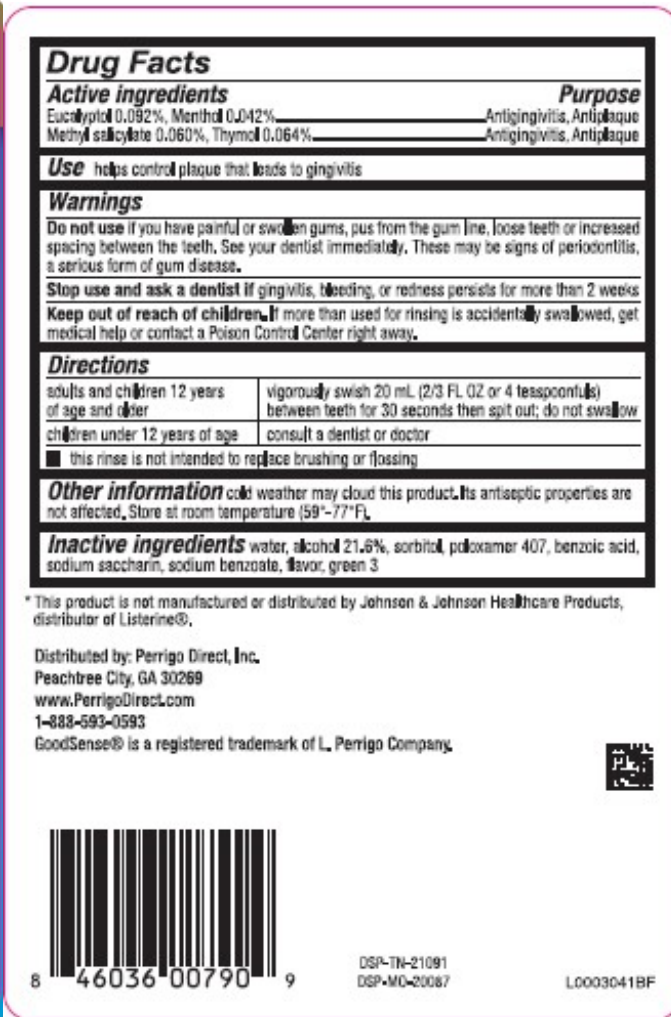 Drug Facts
Active ingredients Purpose
Eucalyptol 0.092%, Menthol 0.042% Antigingivitis, Antiplaque
Methyl salicylate 0.060%, Thymol 0.064% Antigingivitis, Antiplaque
Use helps control plaque that leads to gingivitis
Warnings
Do not use if you have painful or swollen gums, pus from the gum line, loose teeth or increased
spacing between the teeth. See your dentist immediately. These may be signs of periodontitis,
a serious form of gum disease.
Stop use and ask a dentist if gingivitis, bleeding, or redness persists for more than 2 weeks
Keep out of reach of children. If more than used for rinsing is accidentally swallowed, get
medical help or contact a Poison Control Center right away.
Directions
adults and children 12 years vigorously swish 20 mL (2/3 FL OZ or 4 teaspoonfuls)
of age and older between teeth for 30 seconds then spit out; do not swallow
children under 12 years of age consult a dentist or doctor
■ this rinse is not intended to replace brushing or flossing
Other information cold weather may cloud this product. Its antiseptic properties are
not affected. Store at room temperature (59°-77°F).
Inactive ingredients water, alcohol 21.6%, sorbitol, poloxamer 407, benzoic acid,
sodium saccharin, sodium benzoate, flavor, green 3
* This product is not manufactured or distributed by Johnson & Johnson Healthcare Products,
distributor of Listerine®.
Distributed by: Perrigo Direct, Inc.
Peachtree City, GA 30269
www.PerrigoDirect.com
1-888-593-0593
GoodSense® is a registered trademark of L. Perrigo Company.
8 46036 00790 9
DSP-TN-21091
DSP-MO-20087
L0003041BF